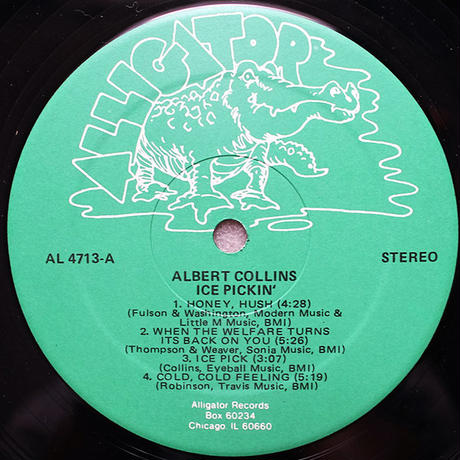 ALLIGATOR
AL 4713-A
STEREO
ALBERT COLLINS
ICE PICKIN'
1. HONEY, HUSH (4:28)
(Fulson & Washington, Modern Music &
Little M Music, BMI)
2. WHEN THE WELFARE TURNS
ITS BACK ON YOU (5:26)
(Thompson & Weaver, Sonia Music, BMI)
3. ICE PICK (3:07)
(Collins, Eyeball Music, BMI)
4. COLD, COLD FEELING (5:19)
(Robinson, Travis Music, BMI)
Alligator Records
Box 60234
Chicago, IL 60660